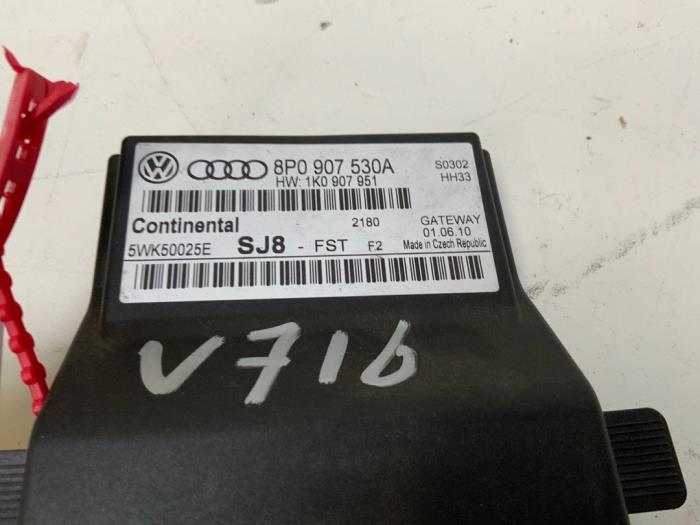 8P0 907 530A S0302
HW: 1K0 907 951 HH33
Continental 2180 GATEWAY
01.06.10
5WK50025E SJ8 - FST F2 Made in Czech Republic
V716